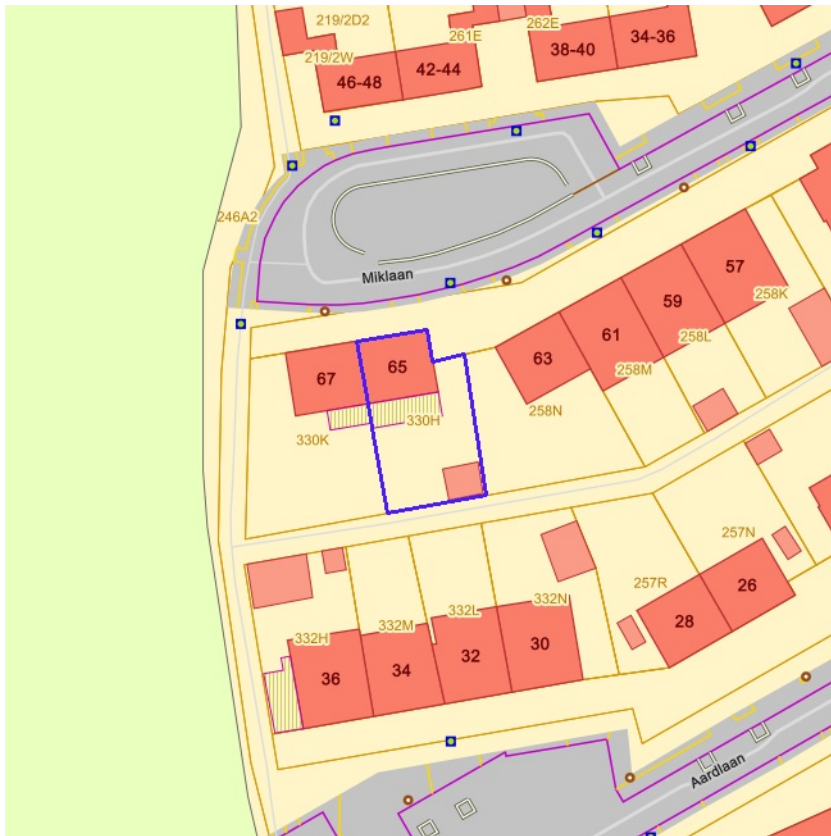 219/2D2
261E
262E
219/2W
46-48
42-44
38-40
34-36
246A2
Miklaan
57
258K
59
258L
61
258M
63
258N
65
67
330H
330K
257N
26
257R
28
332N
30
332L
32
332M
34
332H
36
Aardlaan